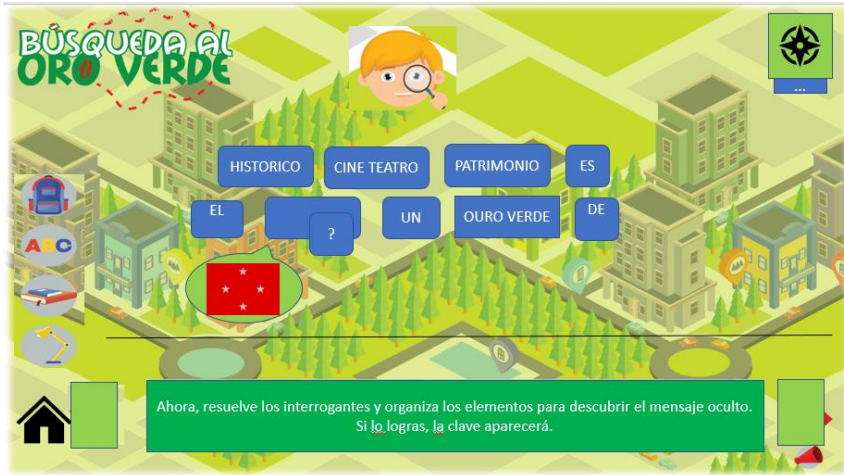 BÚSQUEDA AL
ORO VERDE
...
HISTORICO CINE TEATRO PATRIMONIO ES
EL ? UN OURO VERDE DE
ABC
Ahora, resuelve los interrogantes y organiza los elementos para descubrir el mensaje oculto.
Si lo logras, la clave aparecerá.